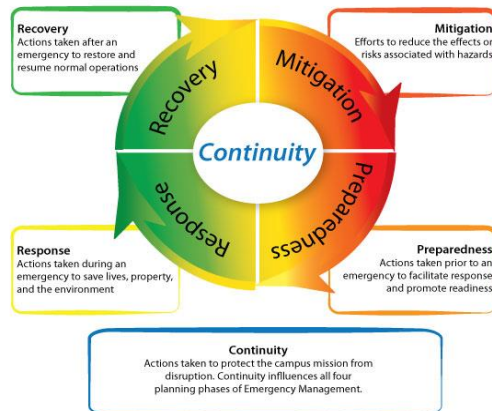 Recovery
Actions taken after an
emergency to restore and
resume normal operations
Mitigation
Efforts to reduce the effects or
risks associated with hazards
Recovery
Mitigation
Continuity
Response
Preparedness
Response
Actions taken during an
emergency to save lives, property,
and the environment
Preparedness
Actions taken prior to an
emergency to facilitate response
and promote readiness
Continuity
Actions taken to protect the campus mission from
disruption. Continuity influences all four
planning phases of Emergency Management.